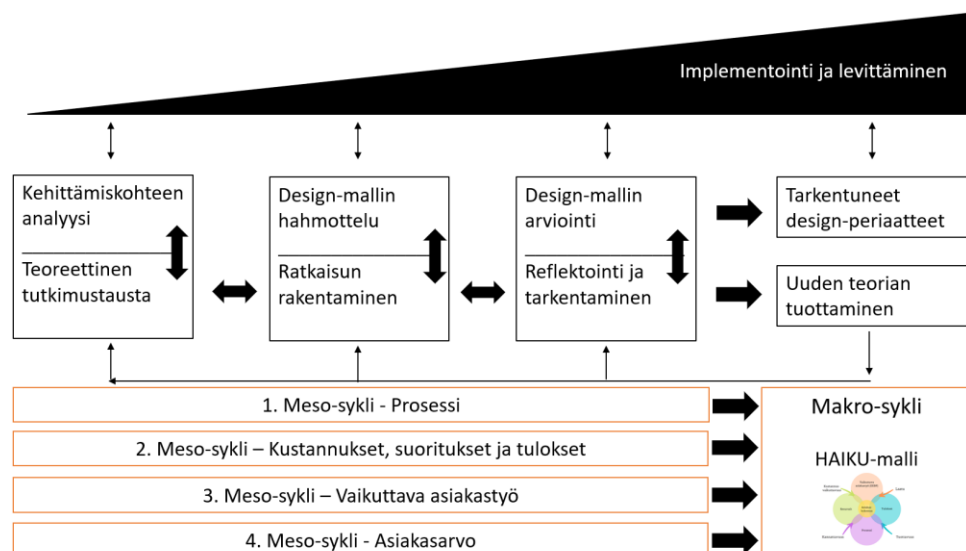 Implementointi ja levittäminen
Kehittämiskohteen
analyysi
Teoreettinen
tutkimustausta
Design-mallin
hahmottelu
Ratkaisun
rakentaminen
Design-mallin
arviointi
Reflektointi ja
tarkentaminen
Tarkentuneet
design-periaatteet
Uuden teorian
tuottaminen
1. Meso-sykli - Prosessi
2. Meso-sykli – Kustannukset, suoritukset ja tulokset
3. Meso-sykli – Vaikuttava asiakastyö
4. Meso-sykli - Asiakasarvo
Makro-sykli
HAIKU-malli